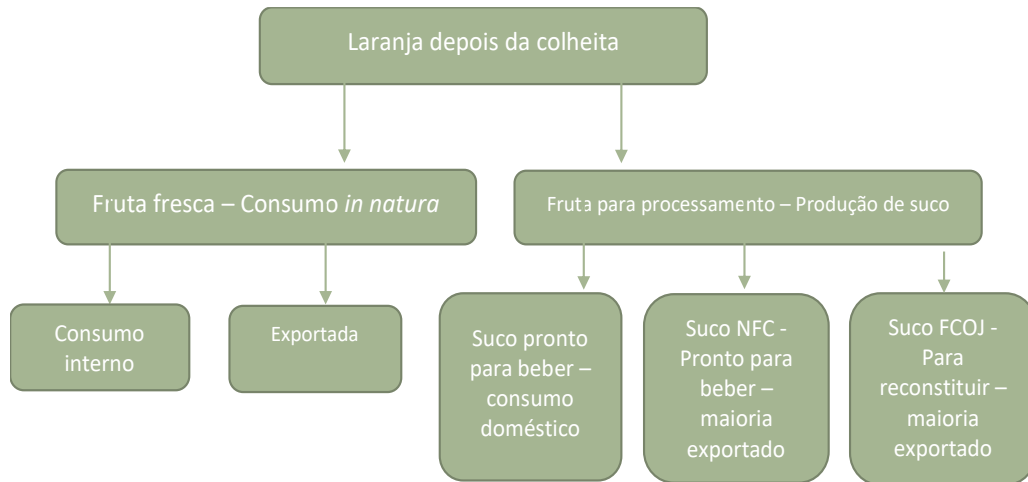 Laranja depois da colheita
Fruta fresca – Consumo in natura
Fruta para processamento – Produção de suco
Consumo
interno
Exportada
Suco pronto
para beber –
consumo
doméstico
Suco NFC -
Pronto para
beber –
maioria
exportado
Suco FCOJ -
Para
reconstituir –
maioria
exportado